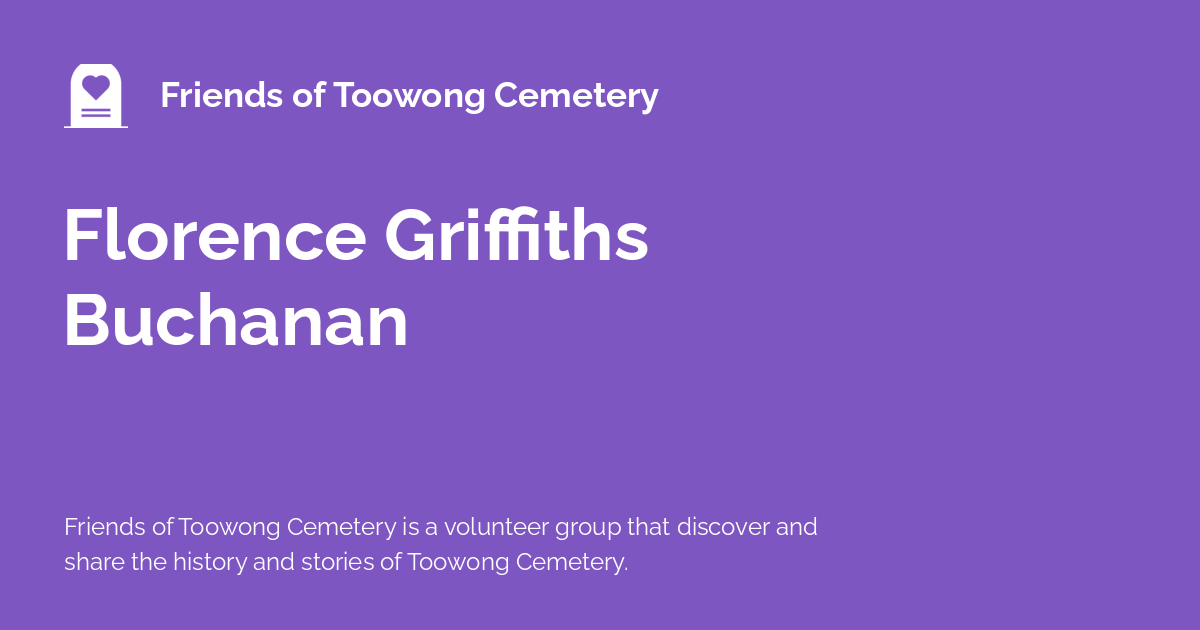 Friends of Toowong Cemetery
Florence Griffiths
Buchanan
Friends of Toowong Cemetery is a volunteer group that discover and
share the history and stories of Toowong Cemetery.